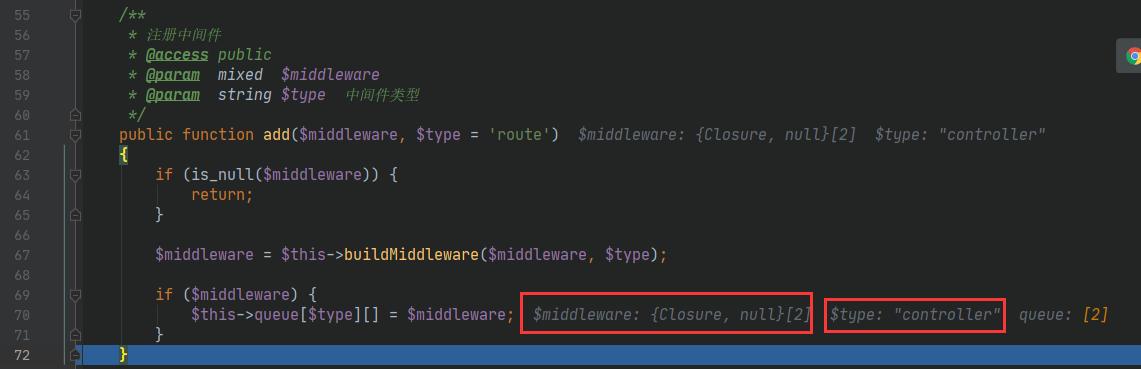 55 /**
56 * 注册中间件
57 * @access public
58 * @param mixed $middleware
59 * @param string $type 中间件类型
60 */
61 public function add($middleware, $type = 'route') $middleware: {Closure, null}[2] $type: "controller"
62 {
63 if (is_null($middleware)) {
64 return;
65 }
66
67 $middleware = $this->buildMiddleware($middleware, $type);
68
69 if ($middleware) {
70 $this->queue[$type][] = $middleware; $middleware: {Closure, null}[2] $type: "controller" queue: [2]
71 }
72 }